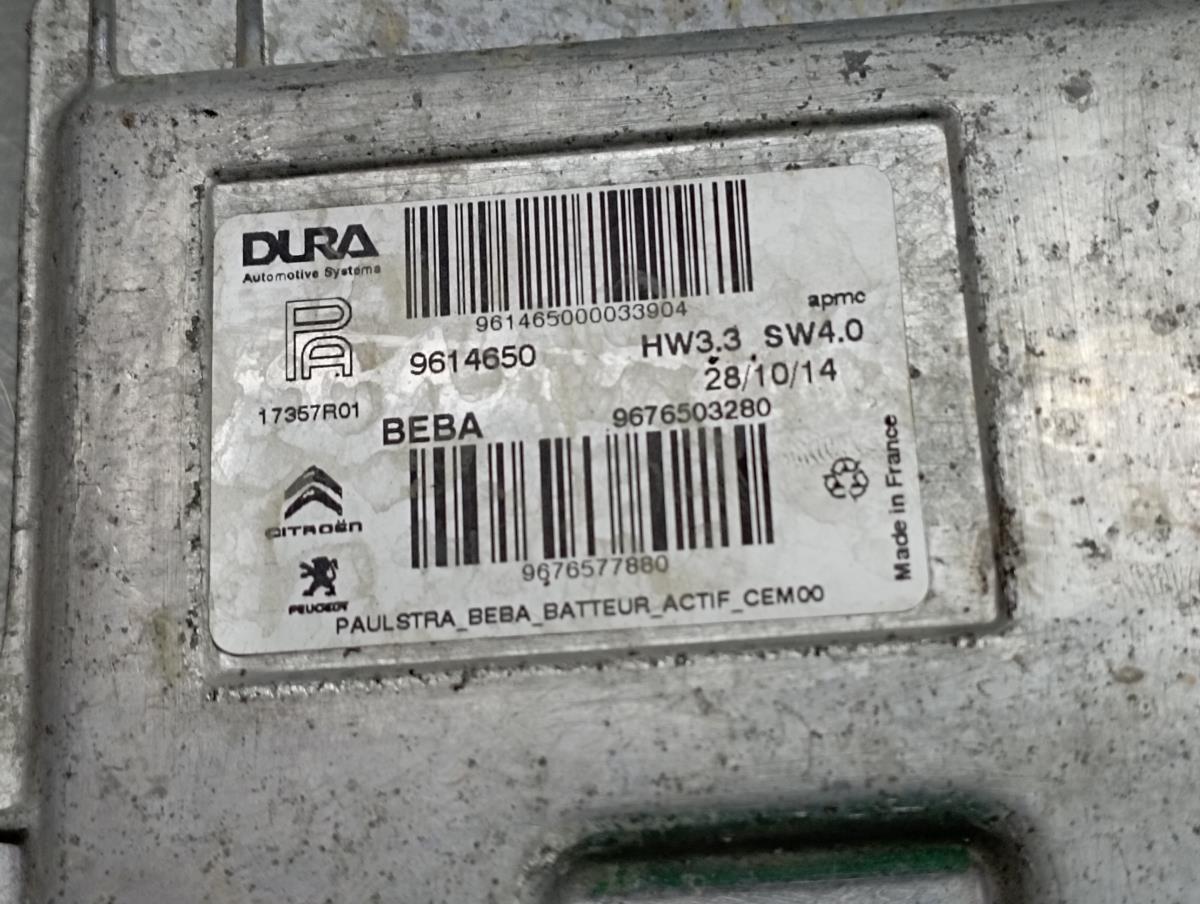 DURA
Automotive Systems
961465000033904
apmc
PA
9614650
HW3.3 SW4.0
28/10/14
17357R01
BEBA
9676503280
CITROËN
Made in France
9676577880
PEUGEOT
PAULSTRA_BEBA_BATTEUR_ACTIF_CEM00